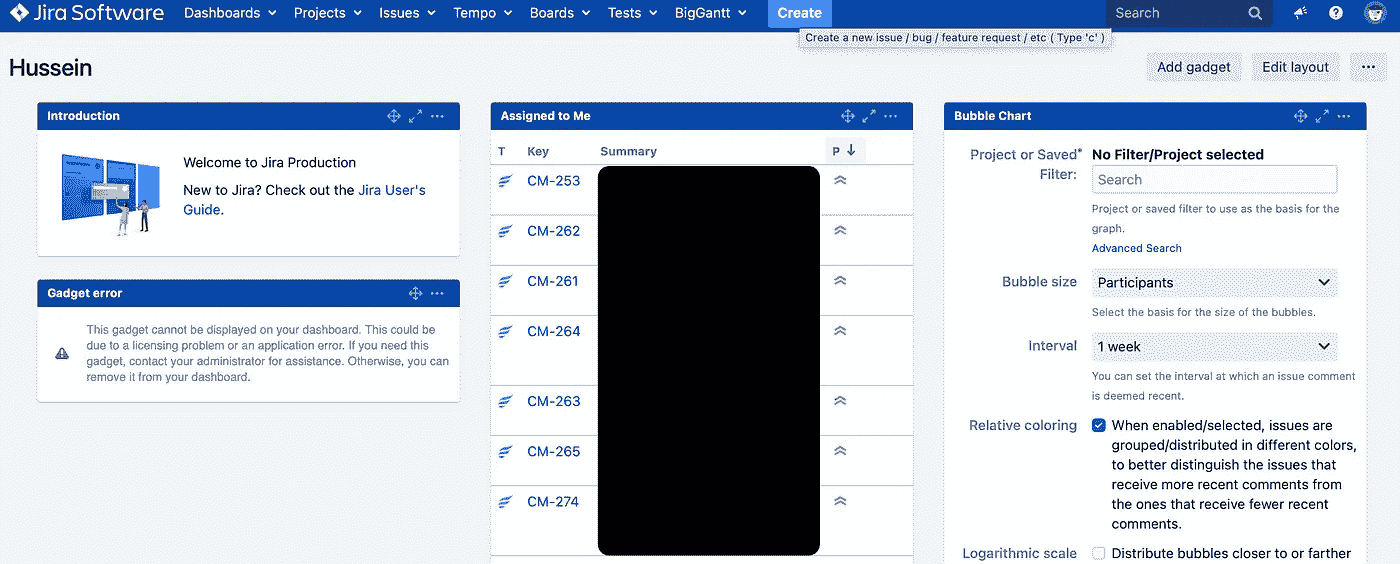 Jira Software Dashboards Projects Issues Tempo Boards Tests BigGantt Create Search
Create a new issue / bug / feature request / etc ( Type 'c' )
Hussein
Add gadget Edit layout
Introduction
Welcome to Jira Production
New to Jira? Check out the Jira User's
Guide.
Gadget error
This gadget cannot be displayed on your dashboard. This could be
due to a licensing problem or an application error. If you need this
gadget, contact your administrator for assistance. Otherwise, you can
remove it from your dashboard.
Assigned to Me
T Key Summary P
CM-253
CM-262
CM-261
CM-264
CM-263
CM-265
CM-274
Bubble Chart
Project or Saved* No Filter/Project selected
Filter: Search
Project or saved filter to use as the basis for the
graph.
Advanced Search
Bubble size Participants
Select the basis for the size of the bubbles.
Interval 1 week
You can set the interval at which an issue comment
is deemed recent.
Relative coloring When enabled/selected, issues are
grouped/distributed in different colors,
to better distinguish the issues that
receive more recent comments from
the ones that receive fewer recent
comments.
Logarithmic scale Distribute bubbles closer to or farther